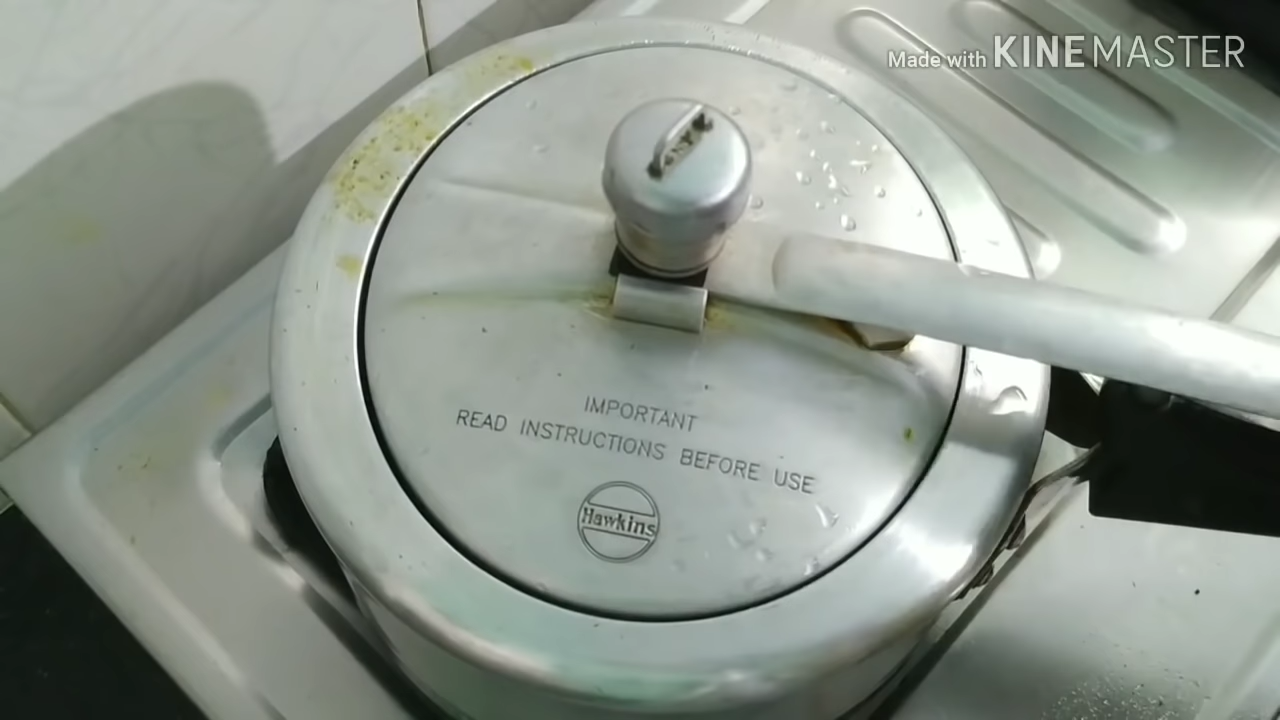 Made with KINEMASTER
IMPORTANT
READ INSTRUCTIONS BEFORE USE
Hawkins